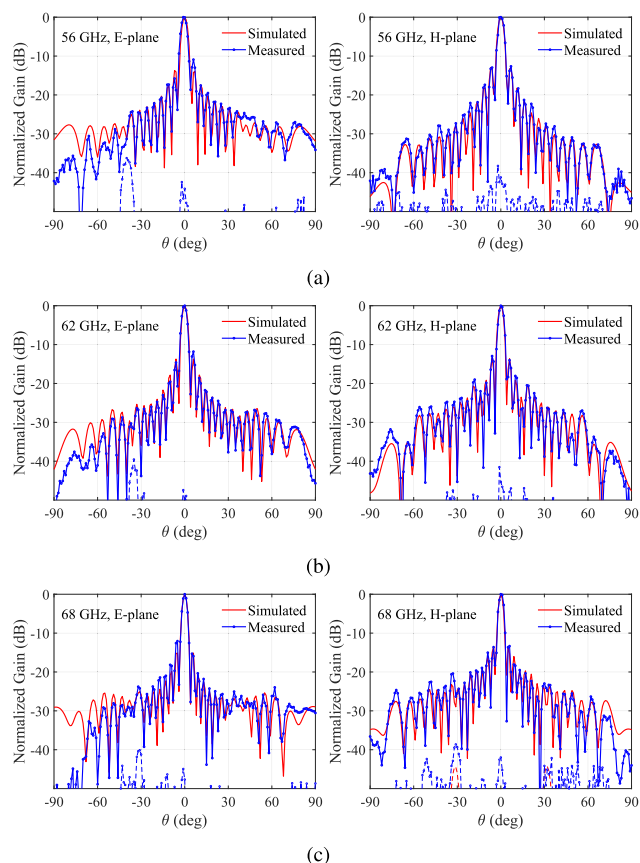 56 GHz, E-plane
Simulated
Measured
Normalized Gain (dB)
0
-10
-20
-30
-40
-90 -60 -30 0 30 60 90
θ (deg)
56 GHz, H-plane
Simulated
Measured
Normalized Gain (dB)
0
-10
-20
-30
-40
-90 -60 -30 0 30 60 90
θ (deg)
(a)
62 GHz, E-plane
Simulated
Measured
Normalized Gain (dB)
0
-10
-20
-30
-40
-90 -60 -30 0 30 60 90
θ (deg)
62 GHz, H-plane
Simulated
Measured
Normalized Gain (dB)
0
-10
-20
-30
-40
-90 -60 -30 0 30 60 90
θ (deg)
(b)
68 GHz, E-plane
Simulated
Measured
Normalized Gain (dB)
0
-10
-20
-30
-40
-90 -60 -30 0 30 60 90
θ (deg)
68 GHz, H-plane
Simulated
Measured
Normalized Gain (dB)
0
-10
-20
-30
-40
-90 -60 -30 0 30 60 90
θ (deg)
(c)